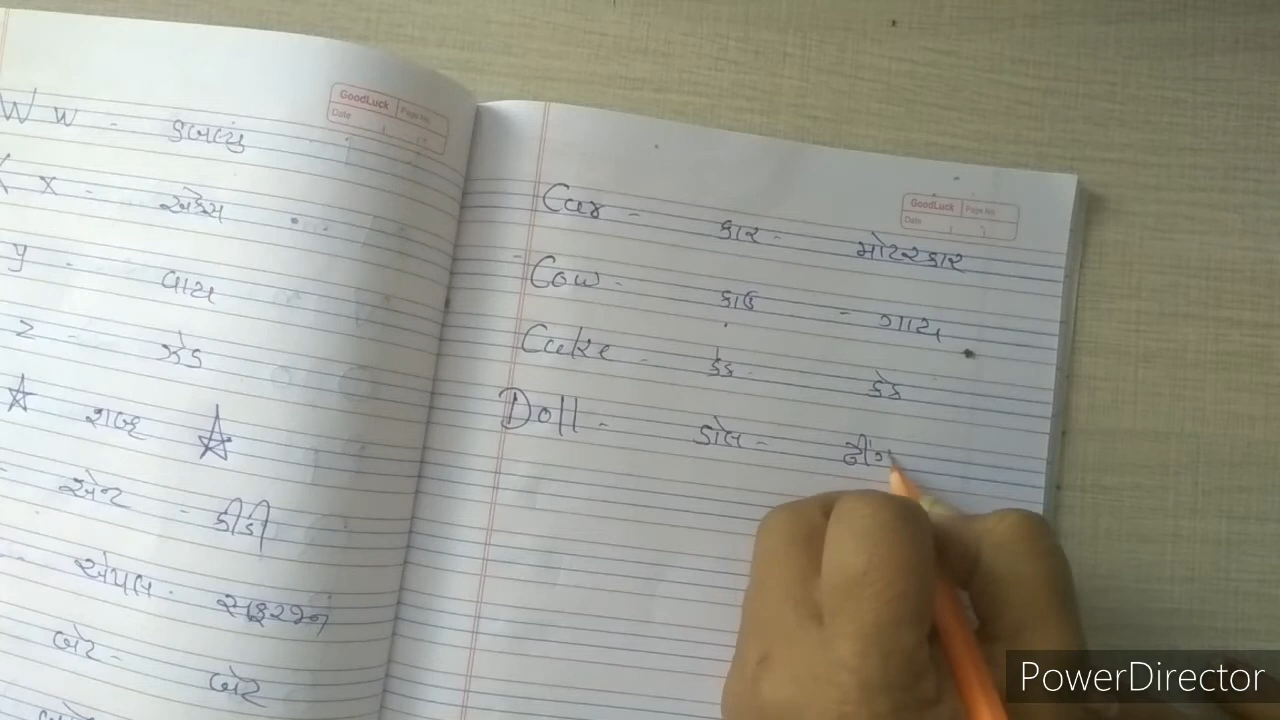 GoodLuck Page No
Date
W w - ડબલ્યુ
X x - એક્સ
y - વાય
z - ઝેડ
શબ્દ
એન્ટ - કીડી
એપલ - સફરજન
બેટ - બેટ
GoodLuck Page No
Date
Car - કાર - મોટરકાર
Cow - કાઉ - ગાય
Cake - કેક - કેક
Doll - ડોલ - ઢીંગ
PowerDirector